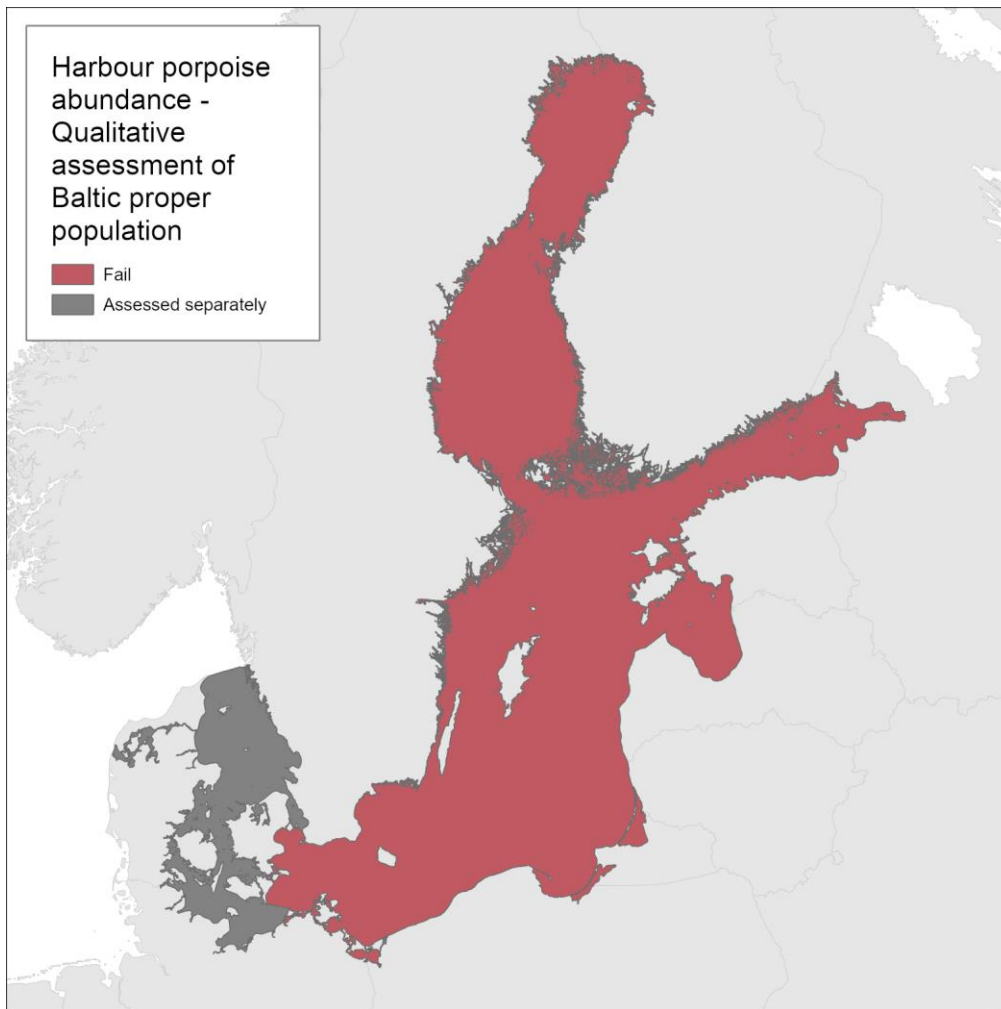 Harbour porpoise
abundance -
Qualitative
assessment of
Baltic proper
population
Fail
Assessed separately